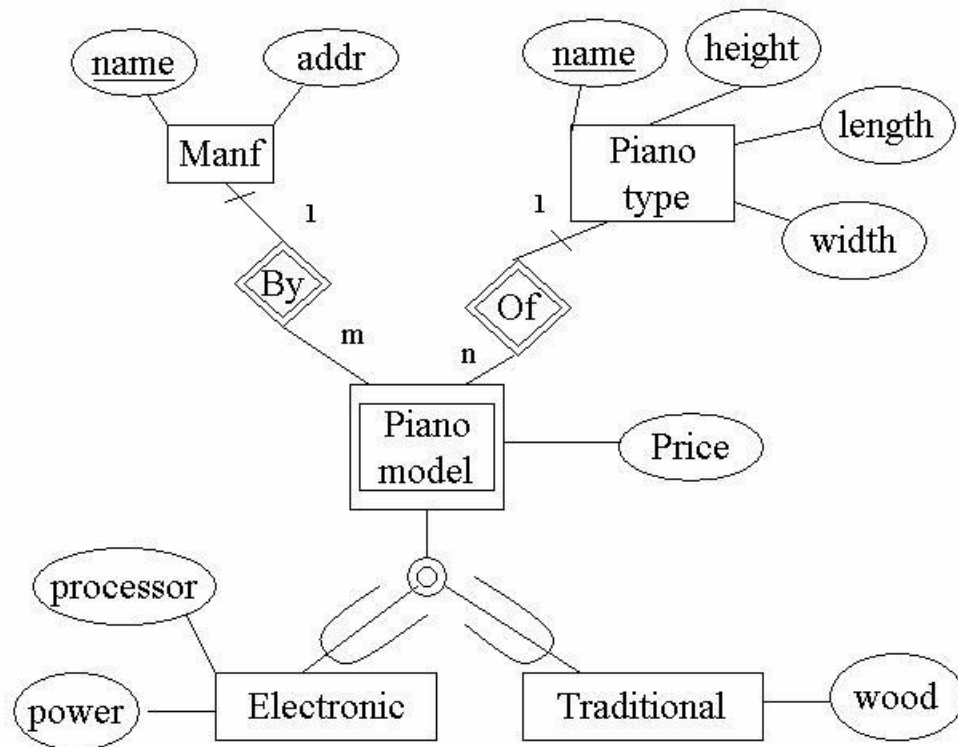 name
addr
name
height
length
width
Manf
Piano
type
1
1
By
Of
m
n
Piano
model
Price
processor
power
Electronic
Traditional
wood